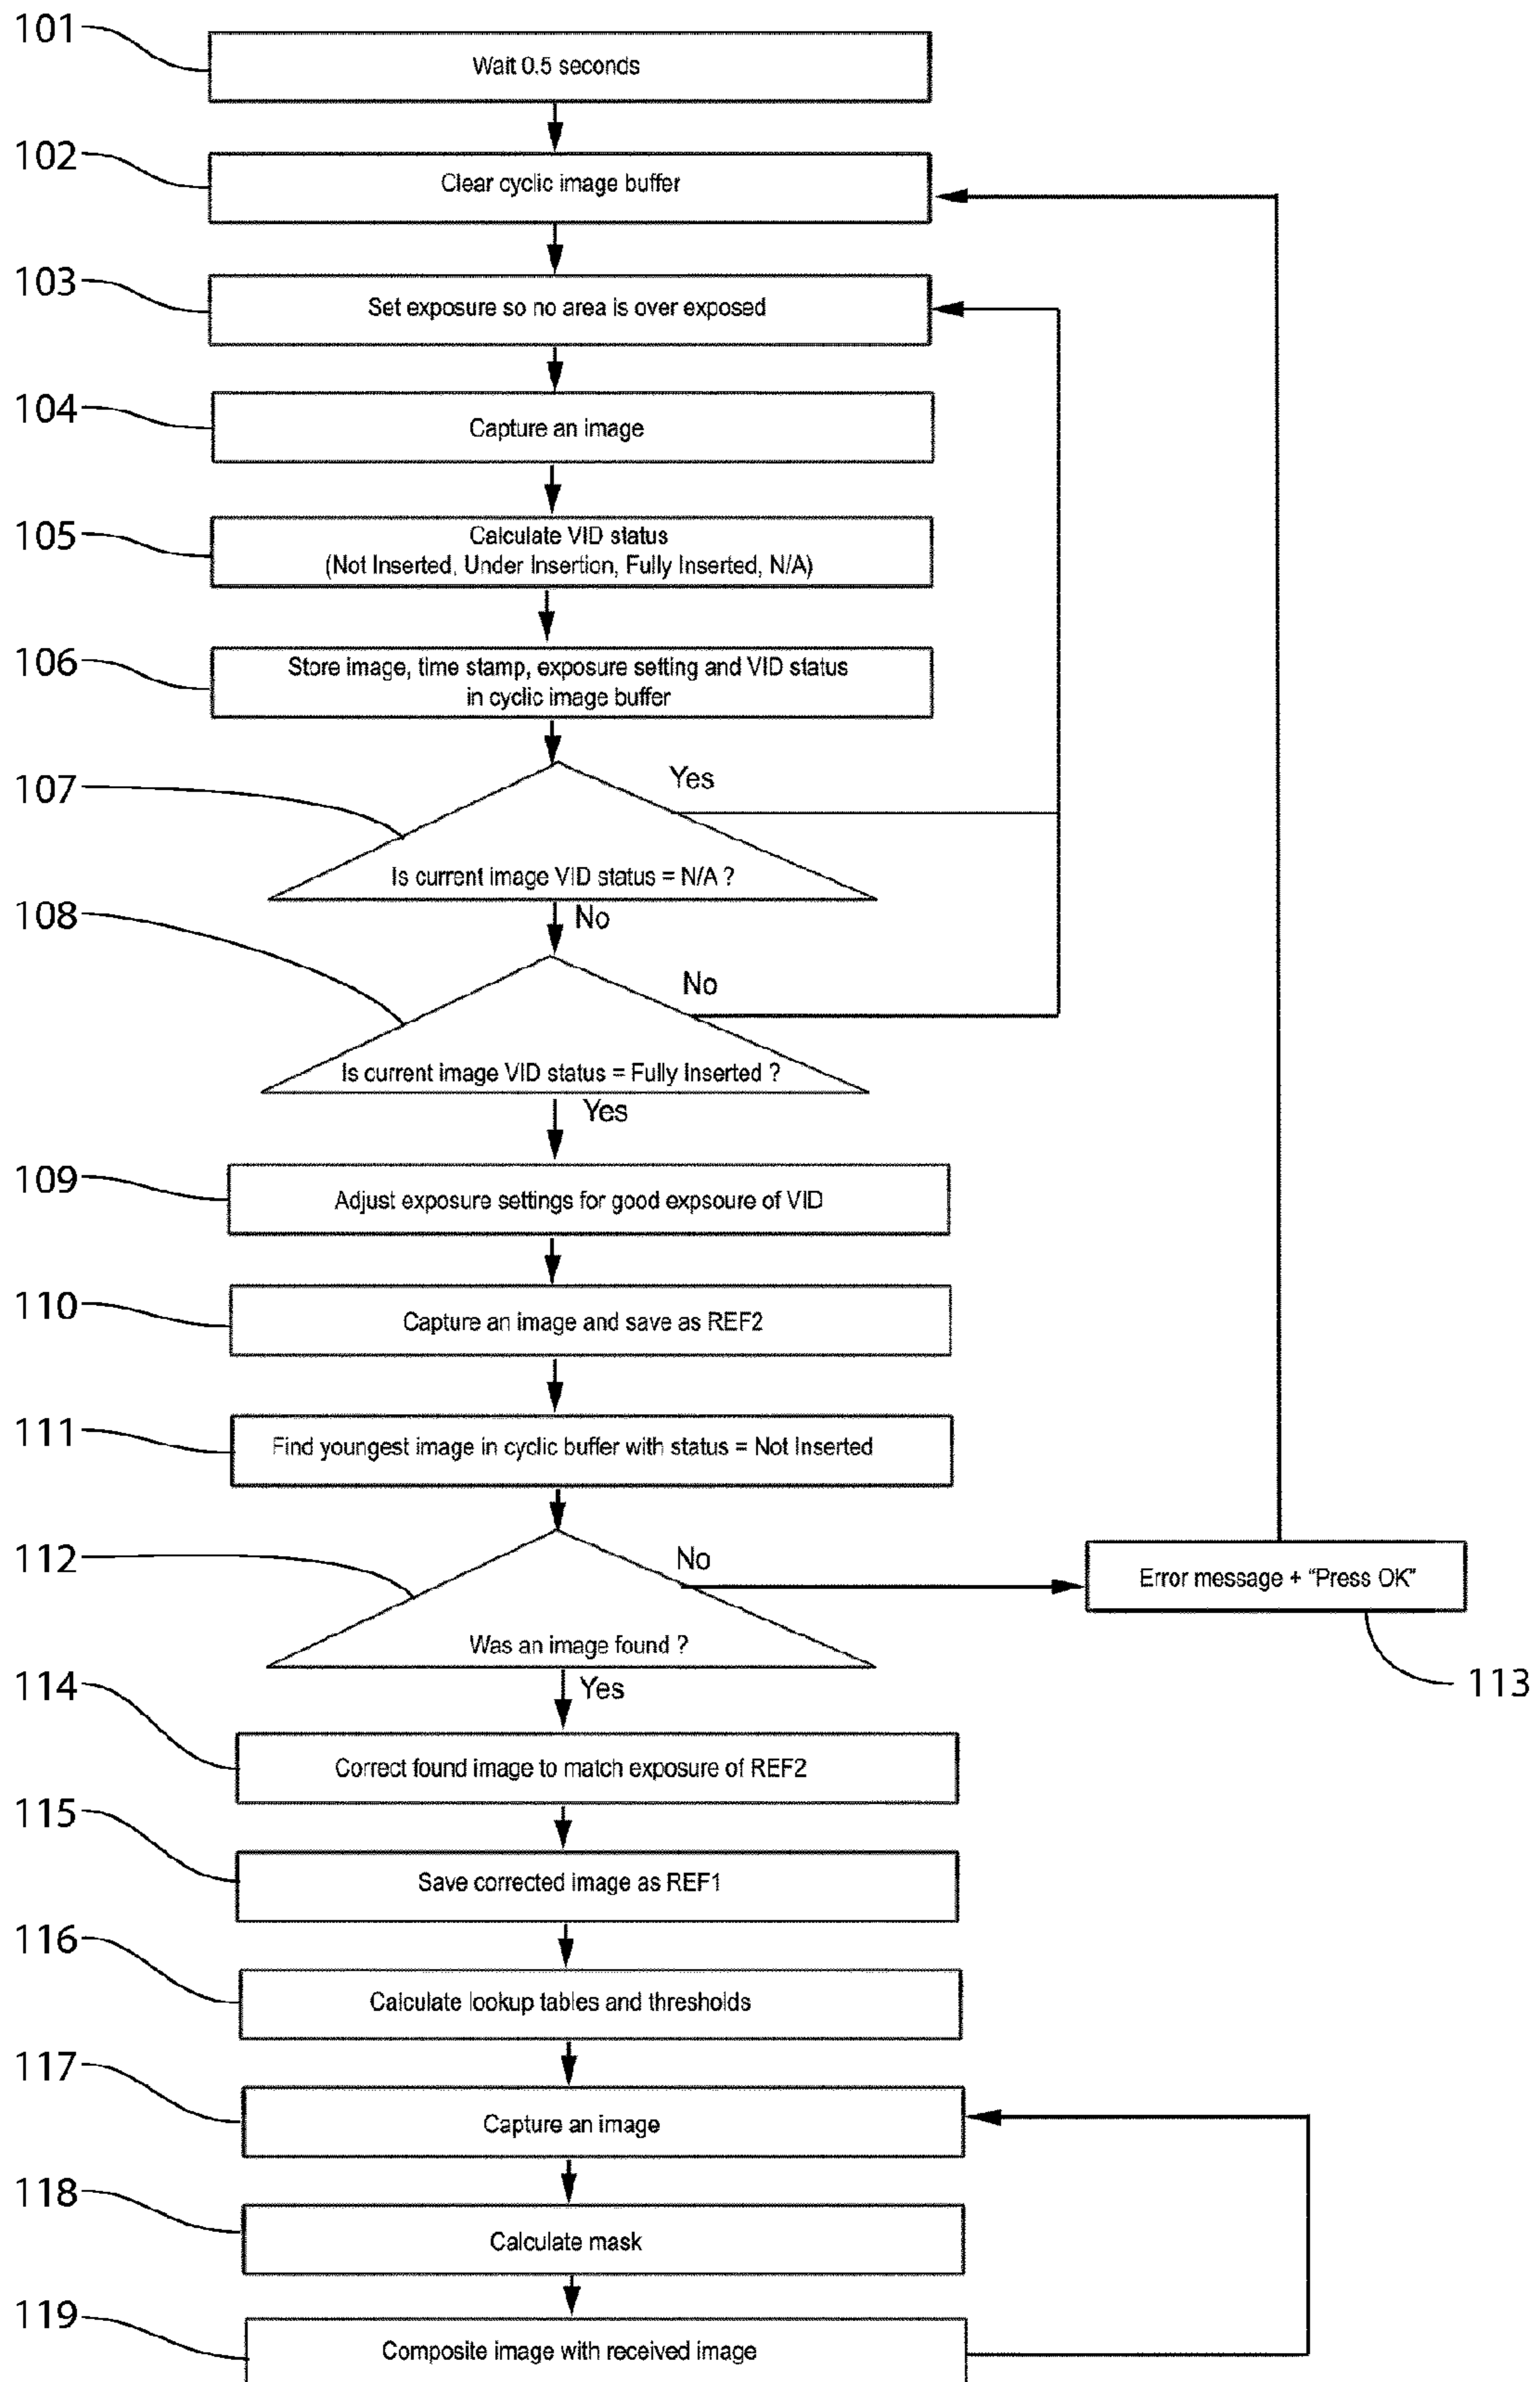 101
Wait 0.5 seconds
102
Clear cyclic image buffer
103
Set exposure so no area is over exposed
104
Capture an image
105
Calculate VID status
(Not Inserted, Under Insertion, Fully Inserted, N/A)
106
Store image, time stamp, exposure setting and VID status
in cyclic image buffer
107
Yes
Is current image VID status = N/A ?
No
108
No
Is current image VID status = Fully Inserted ?
Yes
109
Adjust exposure settings for good expsoure of VID
110
Capture an image and save as REF2
111
Find youngest image in cyclic buffer with status = Not Inserted
112
No
Error message + “Press OK”
Was an image found ?
113
Yes
114
Correct found image to match exposure of REF2
115
Save corrected image as REF1
116
Calculate lookup tables and thresholds
117
Capture an image
118
Calculate mask
119
Composite image with received image